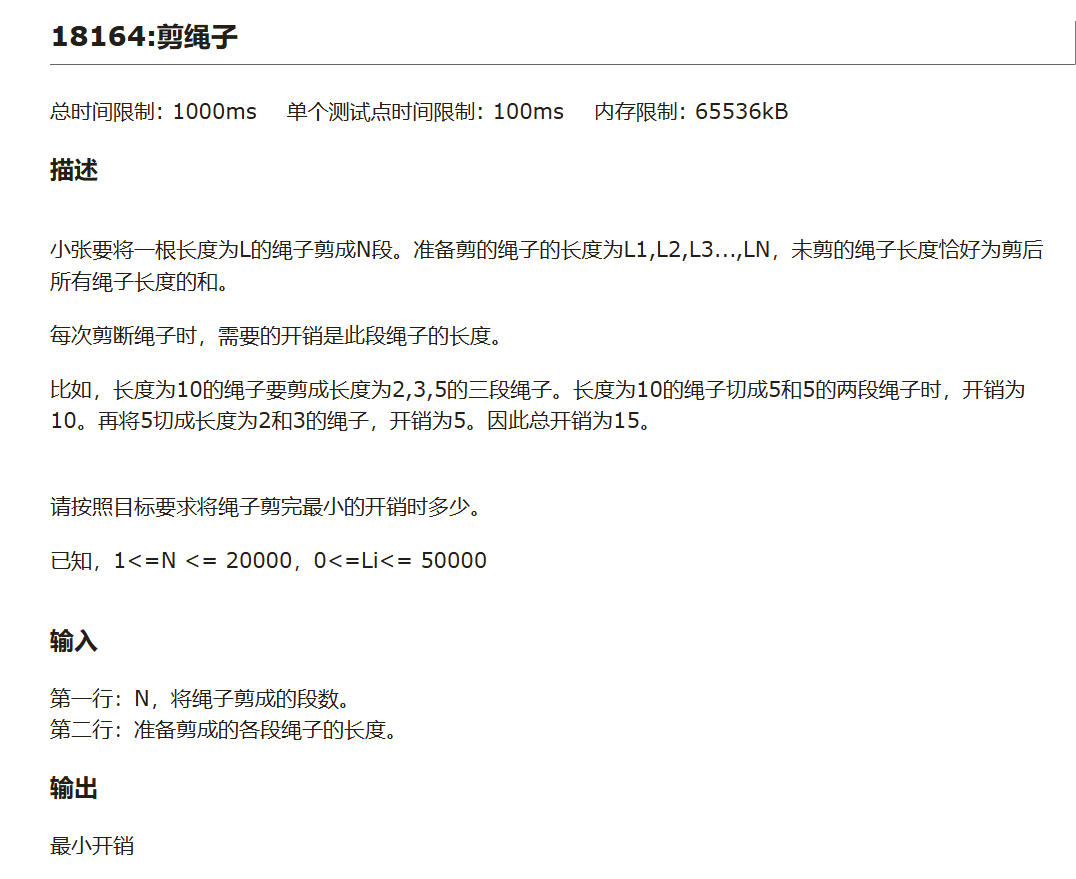 18164:剪绳子
总时间限制: 1000ms 单个测试点时间限制: 100ms 内存限制: 65536kB
描述
小张要将一根长度为L的绳子剪成N段。准备剪的绳子的长度为L1,L2,L3...,LN，未剪的绳子长度恰好为剪后
所有绳子长度的和。
每次剪断绳子时，需要的开销是此段绳子的长度。
比如，长度为10的绳子要剪成长度为2,3,5的三段绳子。长度为10的绳子切成5和5的两段绳子时，开销为
10。再将5切成长度为2和3的绳子，开销为5。因此总开销为15。
请按照目标要求将绳子剪完最小的开销时多少。
已知，1<=N <= 20000，0<=Li<= 50000
输入
第一行：N，将绳子剪成的段数。
第二行：准备剪成的各段绳子的长度。
输出
最小开销